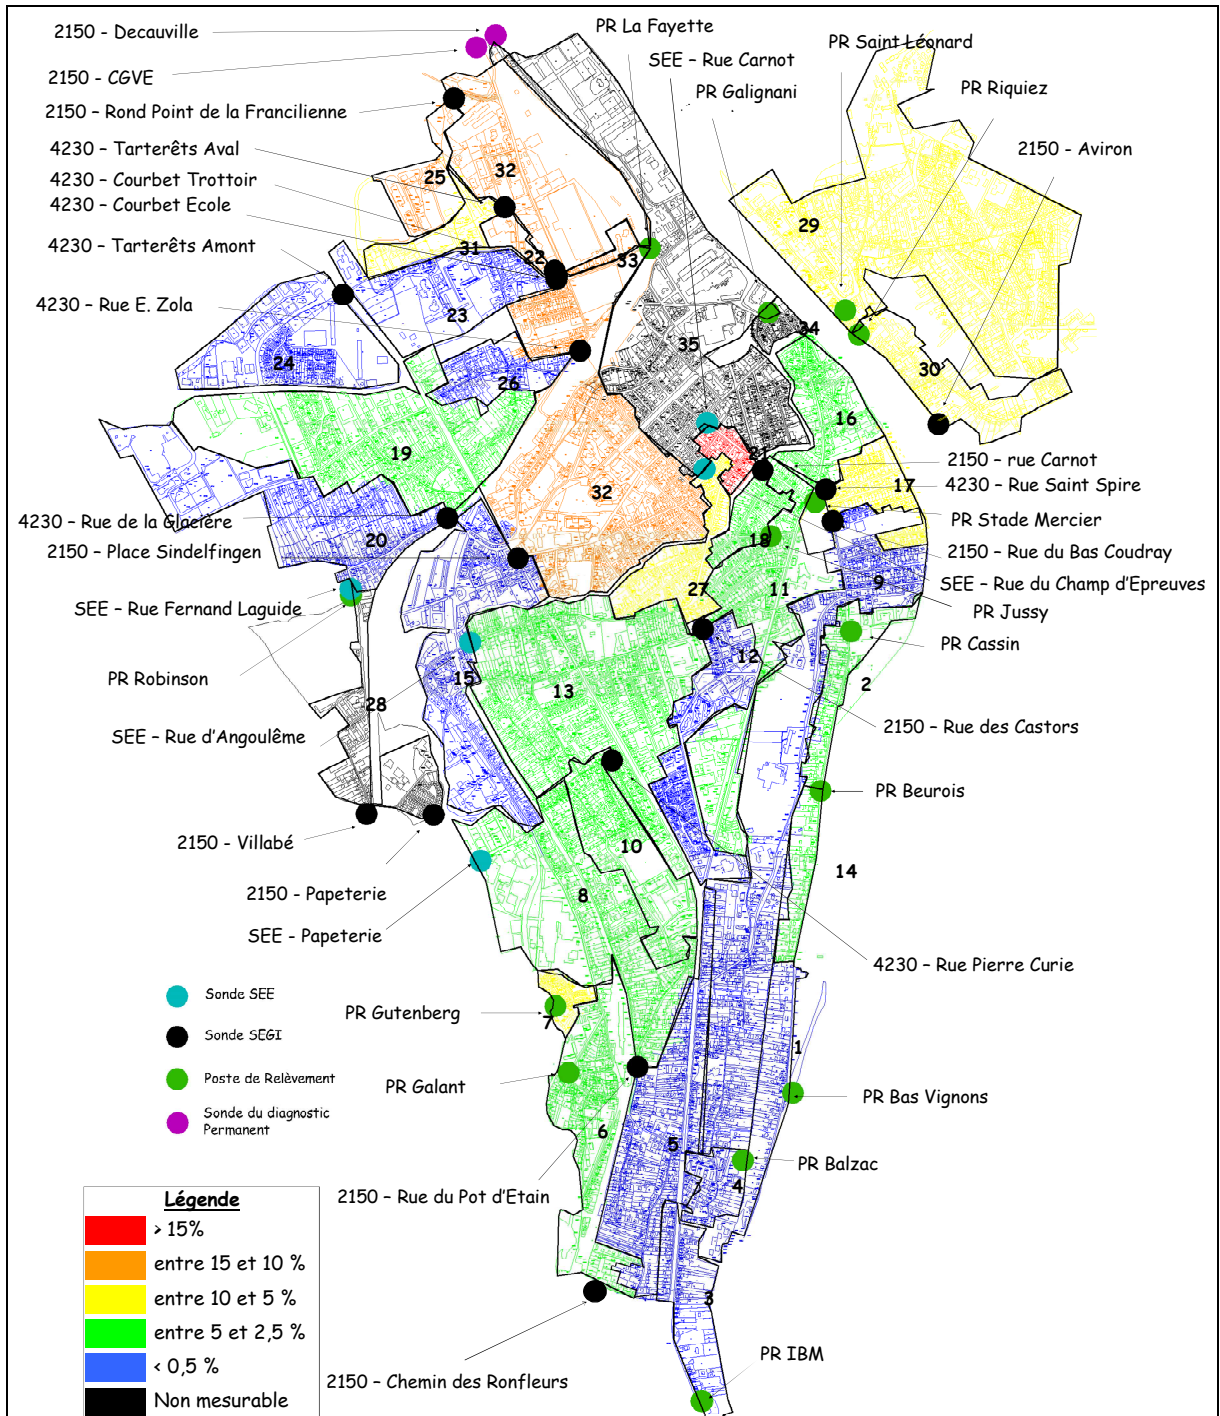 2150 - Decauville
PR La Fayette
SEE – Rue Carnot
PR Saint Léonard
2150 - CGVE
PR Galignani
PR Riquiez
2150 – Rond Point de la Francilienne
4230 – Tarterêts Aval
2150 - Aviron
4230 – Courbet Trottoir
4230 – Courbet Ecole
4230 – Tarterêts Amont
4230 – Rue E. Zola
25
32
29
31
22
33
23
34
35
24
26
30
16
19
21
2150 – rue Carnot
4230 – Rue Saint Spire
17
32
4230 – Rue de la Glacière
PR Stade Mercier
20
18
2150 – Place Sindelfingen
2150 – Rue du Bas Coudray
9
27
11
SEE – Rue du Champ d'Epreuves
SEE – Rue Fernand Laguide
PR Jussy
PR Cassin
12
PR Robinson
15
13
2
28
2150 – Rue des Castors
SEE – Rue d'Angoulême
PR Beurois
2150 - Villabé
10
14
2150 - Papeterie
8
SEE - Papeterie
4230 – Rue Pierre Curie
Sonde SEE
PR Gutenberg
7
Sonde SEGI
1
Poste de Relèvement
PR Galant
PR Bas Vignons
Sonde du diagnostic
Permanent
6
5
PR Balzac
4
2150 – Rue du Pot d'Etain
Légende
> 15%
entre 15 et 10 %
entre 10 et 5 %
3
entre 5 et 2,5 %
PR IBM
< 0,5 %
2150 – Chemin des Ronfleurs
Non mesurable